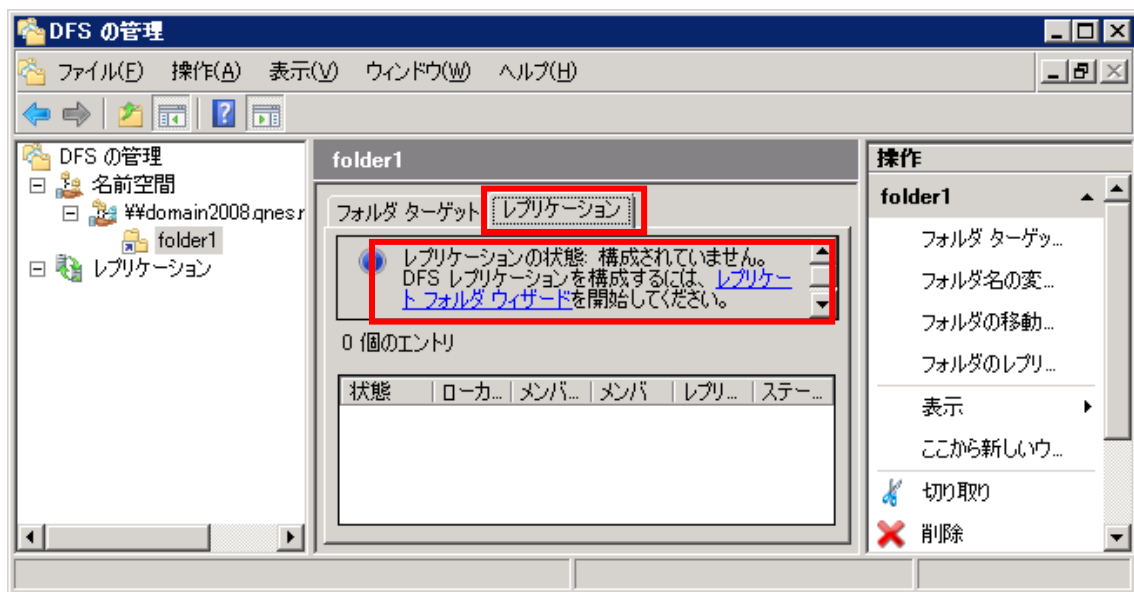 DFS の管理
ファイル(F) 操作(A) 表示(V) ウィンドウ(W) ヘルプ(H)
DFS の管理
名前空間
¥¥domain2008.qnes.r
folder1
レプリケーション
folder1
フォルダ ターゲット レプリケーション
レプリケーションの状態: 構成されていません。
DFS レプリケーションを構成するには、レプリケー
ト フォルダ ウィザードを開始してください。
0 個のエントリ
状態 ローカ... メンバ... メンバ レプリ... ステー...
操作
folder1
フォルダ ターゲッ...
フォルダ名の変...
フォルダの移動...
フォルダのレプリ...
表示
ここから新しいウ...
切り取り
削除